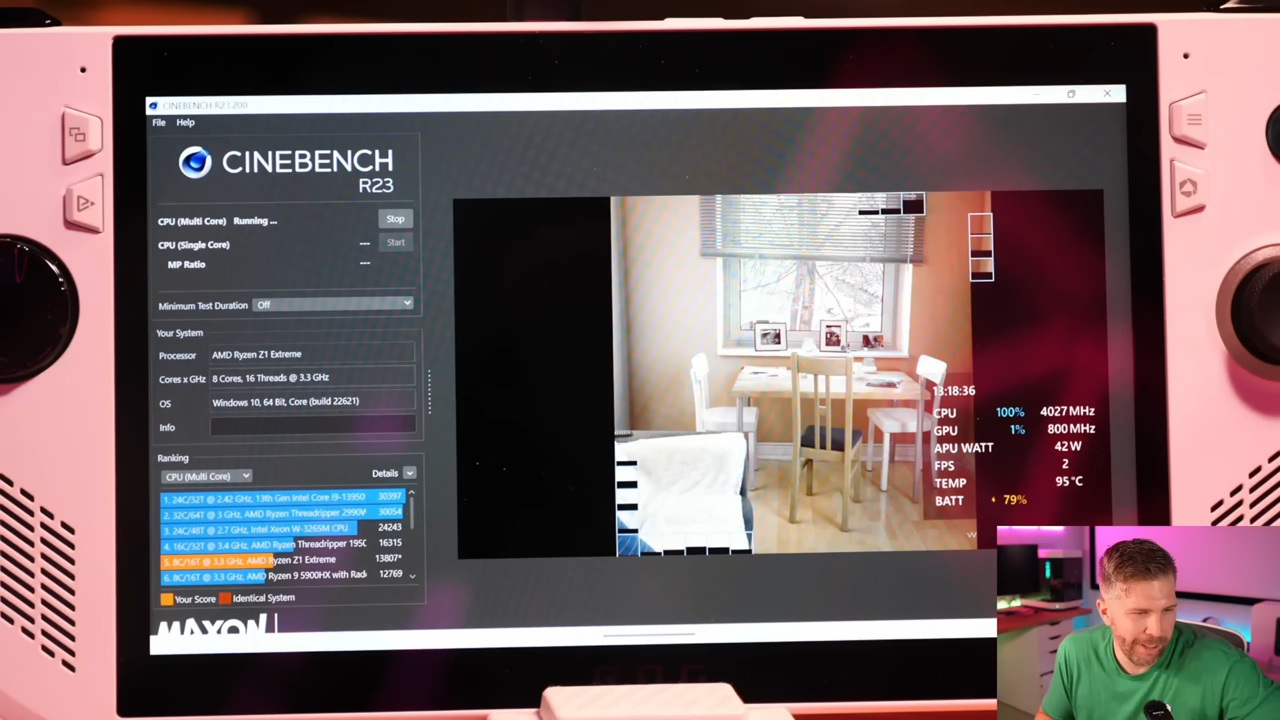 CINEBENCH R23.200
File Help
CINEBENCH
R23
CPU (Multi Core) Running ... Stop
CPU (Single Core) --- Start
MP Ratio ---
Minimum Test Duration Off
Your System
Processor AMD Ryzen Z1 Extreme
Cores x GHz 8 Cores, 16 Threads @ 3.3 GHz
OS Windows 10, 64 Bit, Core (build 22621)
Info
Ranking
CPU (Multi Core) Details
1. 24C/32T @ 2.42 GHz, 13th Gen Intel Core i9-13950 30397
2. 32C/64T @ 3 GHz, AMD Ryzen Threadripper 2990W 30054
3. 24C/48T @ 2.7 GHz, Intel Xeon W-3265M CPU 24243
4. 16C/32T @ 3.4 GHz, AMD Ryzen Threadripper 195C 16315
5. 8C/16T @ 3.3 GHz, AMD Ryzen Z1 Extreme 13807*
6. 8C/16T @ 3.3 GHz, AMD Ryzen 9 5900HX with Rad 12769
Your Score Identical System
MAXON
13:18:36
CPU 100% 4027 MHz
GPU 1% 800 MHz
APU WATT 42 W
FPS 2
TEMP 95 °C
BATT 79%